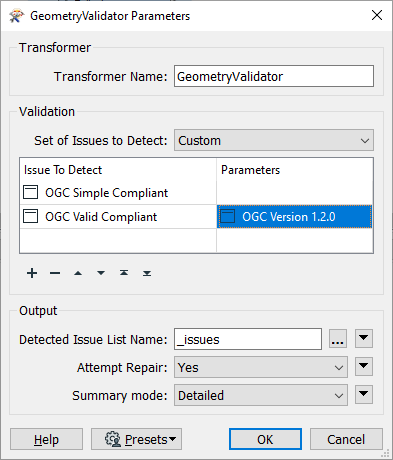 GeometryValidator Parameters
Transformer
Transformer Name: GeometryValidator
Validation
Set of Issues to Detect: Custom
Issue To Detect Parameters
OGC Simple Compliant
OGC Valid Compliant OGC Version 1.2.0
Output
Detected Issue List Name: _issues ...
Attempt Repair: Yes
Summary mode: Detailed
Help Presets OK Cancel